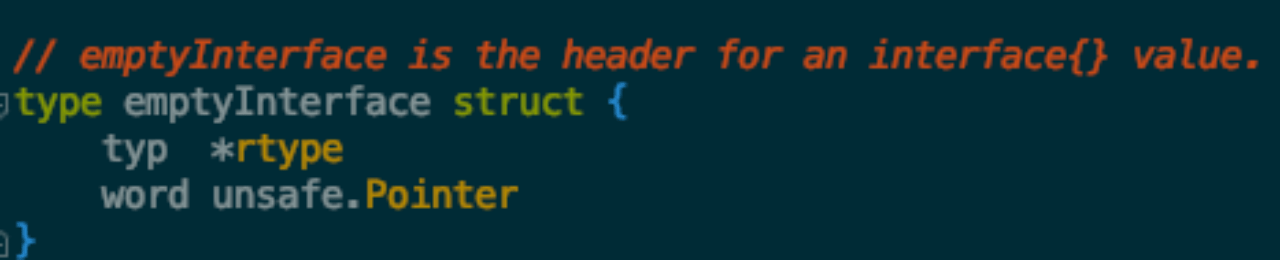 // emptyInterface is the header for an interface{} value.
type emptyInterface struct {
    typ  *rtype
    word unsafe.Pointer
}